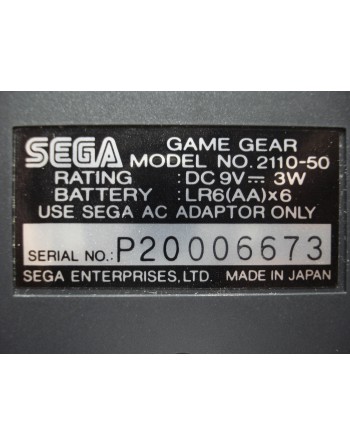 SEGA GAME GEAR
MODEL NO. 2110-50
RATING : DC 9V⎓ 3W
BATTERY : LR6(AA)×6
USE SEGA AC ADAPTOR ONLY
SERIAL NO.: P20006673
SEGA ENTERPRISES, LTD. MADE IN JAPAN